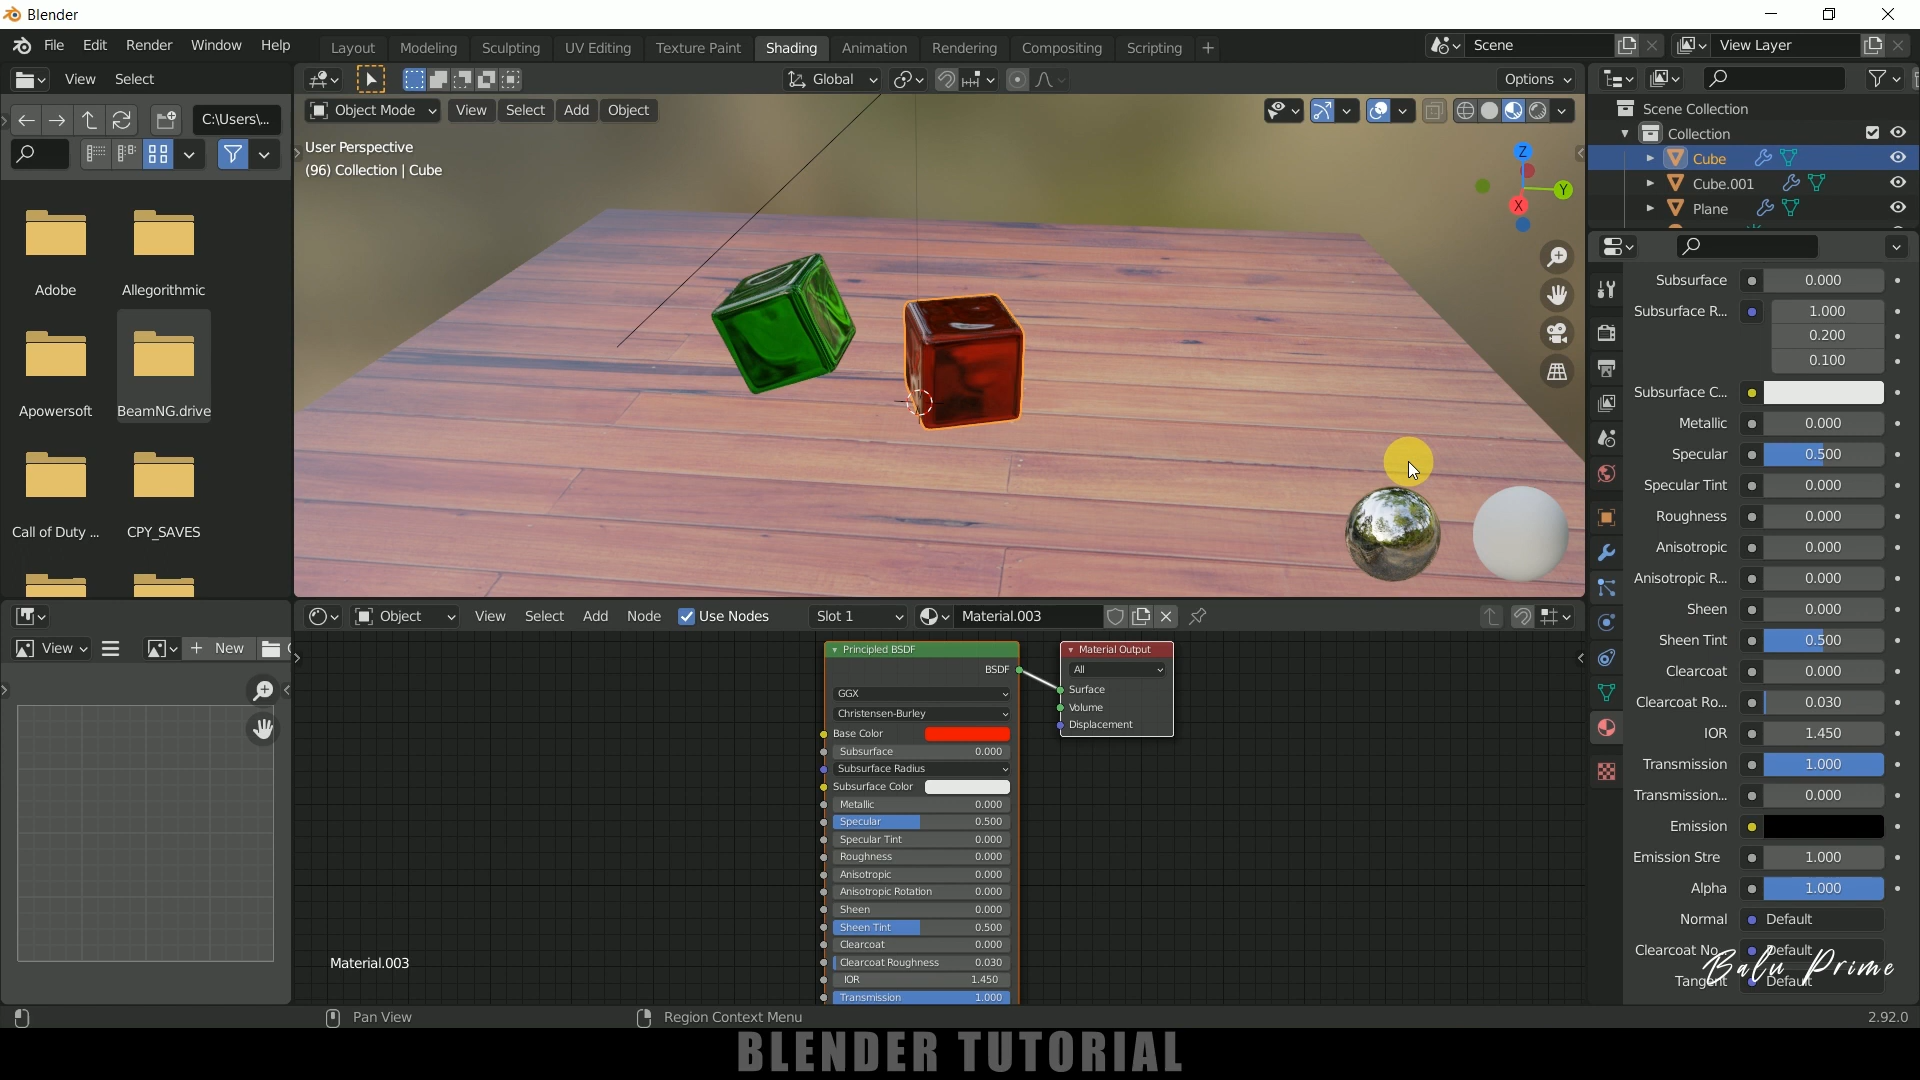 Blender
File Edit Render Window Help Layout Modeling Sculpting UV Editing Texture Paint Shading Animation Rendering Compositing Scripting + Scene View Layer
View Select Global Options
C:\Users\...
Object Mode View Select Add Object
User Perspective
(96) Collection | Cube
Z
Y
X
Adobe Allegorithmic
Apowersoft BeamNG.drive
Call of Duty ... CPY_SAVES
Scene Collection
Collection
Cube
Cube.001
Plane
Subsurface 0.000
Subsurface R... 1.000
0.200
0.100
Subsurface C...
Metallic 0.000
Specular 0.500
Specular Tint 0.000
Roughness 0.000
Anisotropic 0.000
Anisotropic R... 0.000
Sheen 0.000
Sheen Tint 0.500
Clearcoat 0.000
Clearcoat Ro... 0.030
IOR 1.450
Transmission 1.000
Transmission... 0.000
Emission
Emission Stre 1.000
Alpha 1.000
Normal Default
Clearcoat No... Default
Tangent Default
Object View Select Add Node Use Nodes Slot 1 Material.003
View + New
Principled BSDF
BSDF
GGX
Christensen-Burley
Base Color
Subsurface 0.000
Subsurface Radius
Subsurface Color
Metallic 0.000
Specular 0.500
Specular Tint 0.000
Roughness 0.000
Anisotropic 0.000
Anisotropic Rotation 0.000
Sheen 0.000
Sheen Tint 0.500
Clearcoat 0.000
Clearcoat Roughness 0.030
IOR 1.450
Transmission 1.000
Material Output
All
Surface
Volume
Displacement
Material.003
Balu Prime
Pan View Region Context Menu 2.92.0
BLENDER TUTORIAL